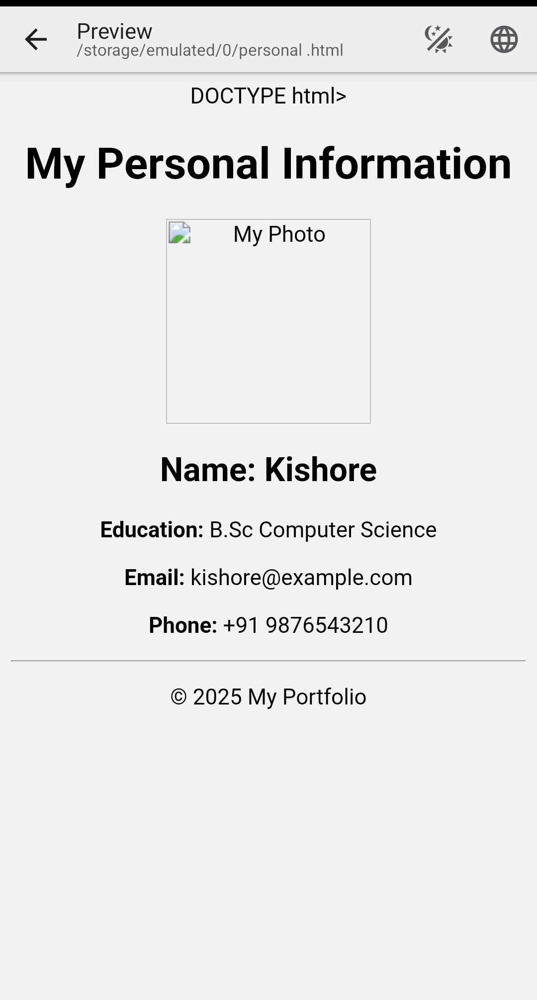 Preview
/storage/emulated/0/personal .html
DOCTYPE html>
My Personal Information
My Photo
Name: Kishore
Education: B.Sc Computer Science
Email: kishore@example.com
Phone: +91 9876543210
© 2025 My Portfolio